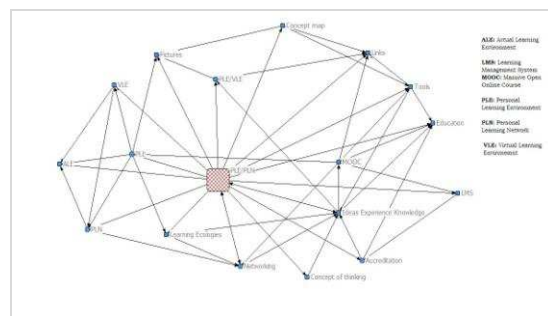 Concept map
Pictures
Links
PLE/VLE
VLE
Tools
Education
PLE
MOOC
ALE
PLE/PLN
LMS
Ideas Experience Knowledge
PLN
Learning Ecologies
Networking
Accreditation
Concept of thinking
ALE: Actual Learning
Environment
LMS: Learning
Management System
MOOC: Massive Open
Online Course
PLE: Personal
Learning Environment
PLN: Personal
Learning Network
VLE: Virtual Learning
Environment